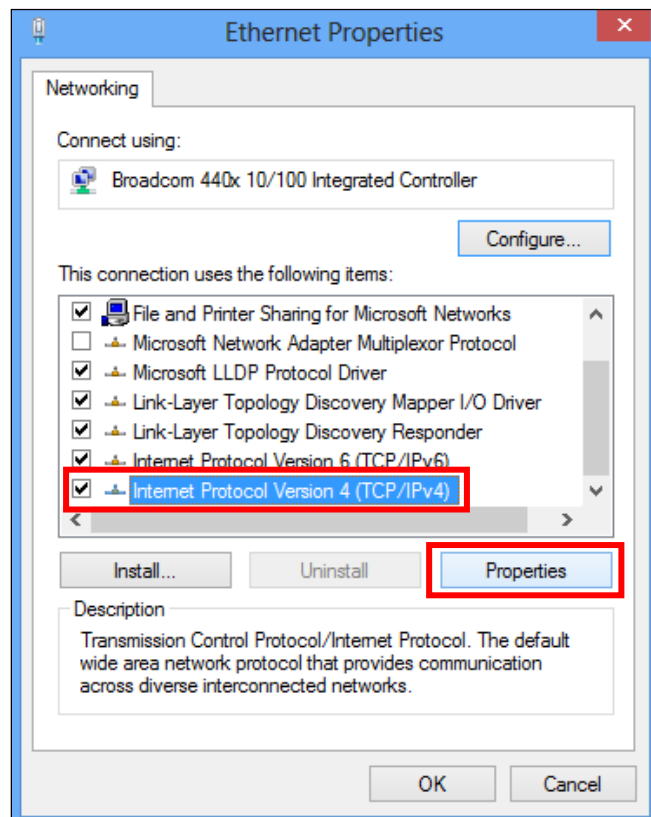 Ethernet Properties
Networking
Connect using:
Broadcom 440x 10/100 Integrated Controller
Configure...
This connection uses the following items:
File and Printer Sharing for Microsoft Networks
Microsoft Network Adapter Multiplexor Protocol
Microsoft LLDP Protocol Driver
Link-Layer Topology Discovery Mapper I/O Driver
Link-Layer Topology Discovery Responder
Internet Protocol Version 6 (TCP/IPv6)
Internet Protocol Version 4 (TCP/IPv4)
Install... Uninstall Properties
Description
Transmission Control Protocol/Internet Protocol. The default
wide area network protocol that provides communication
across diverse interconnected networks.
OK Cancel